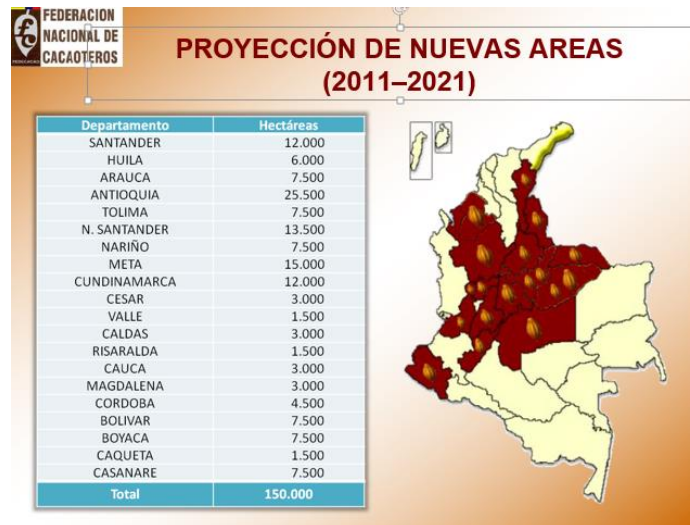 FEDERACION
NACIONAL DE
CACAOTEROS
PROYECCIÓN DE NUEVAS AREAS
(2011–2021)
Departamento Hectáreas
SANTANDER 12.000
HUILA 6.000
ARAUCA 7.500
ANTIOQUIA 25.500
TOLIMA 7.500
N. SANTANDER 13.500
NARIÑO 7.500
META 15.000
CUNDINAMARCA 12.000
CESAR 3.000
VALLE 1.500
CALDAS 3.000
RISARALDA 1.500
CAUCA 3.000
MAGDALENA 3.000
CORDOBA 4.500
BOLIVAR 7.500
BOYACA 7.500
CAQUETA 1.500
CASANARE 7.500
Total 150.000